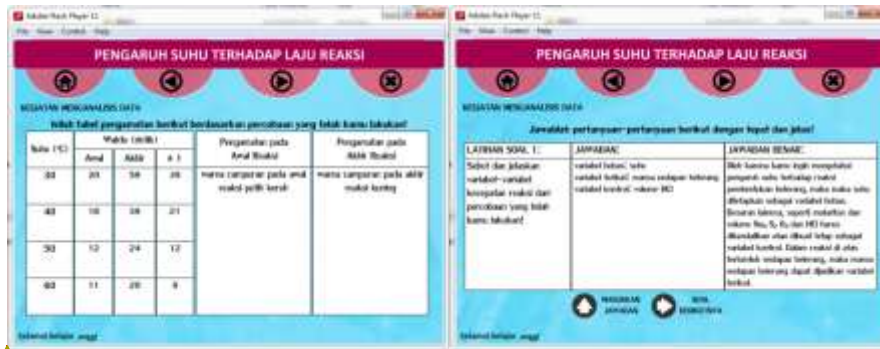 Adobe Flash Player 11
File View Control Help
PENGARUH SUHU TERHADAP LAJU REAKSI
KEGIATAN MENGANALISIS DATA
Isilah tabel pengamatan berikut berdasarkan percobaan yang telah kamu lakukan!
Suhu (°C)
Waktu (detik)
Pengamatan pada
Awal Reaksi
Pengamatan pada
Akhir Reaksi
Awal
Akhir
30
warna campuran pada awal
reaksi putih keruh
warna campuran pada akhir
reaksi kuning
40
21
50
12
24
12
60
11
20
9
Selamat belajar anggi
Adobe Flash Player 11
File View Control Help
PENGARUH SUHU TERHADAP LAJU REAKSI
KEGIATAN MENGANALISIS DATA
Jawablah pertanyaan-pertanyaan berikut dengan tepat dan jelas!
LATIHAN SOAL 1:
JAWABAN:
JAWABAN BENAR:
Sebut dan jelaskan
variabel-variabel
kecepatan reaksi dari
percobaan yang telah
kamu lakukan!
variabel bebas: suhu
variabel terikat: massa endapan belerang
variabel kontrol: volume HCl
Oleh karena kamu ingin mengetahui
pengaruh suhu terhadap reaksi
pembentukan belerang, maka suhu
ditetapkan sebagai variabel bebas.
Besaran lainnya, seperti molaritas dan
volume dan HCl harus
dikendalikan atau dibuat tetap sebagai
variabel kontrol. Dalam reaksi di atas
terbentuk endapan belerang, maka massa
endapan belerang dapat dijadikan variabel
terikat.
MASUKKAN
JAWABAN
SOAL
BERIKUTNYA
Selamat belajar anggi